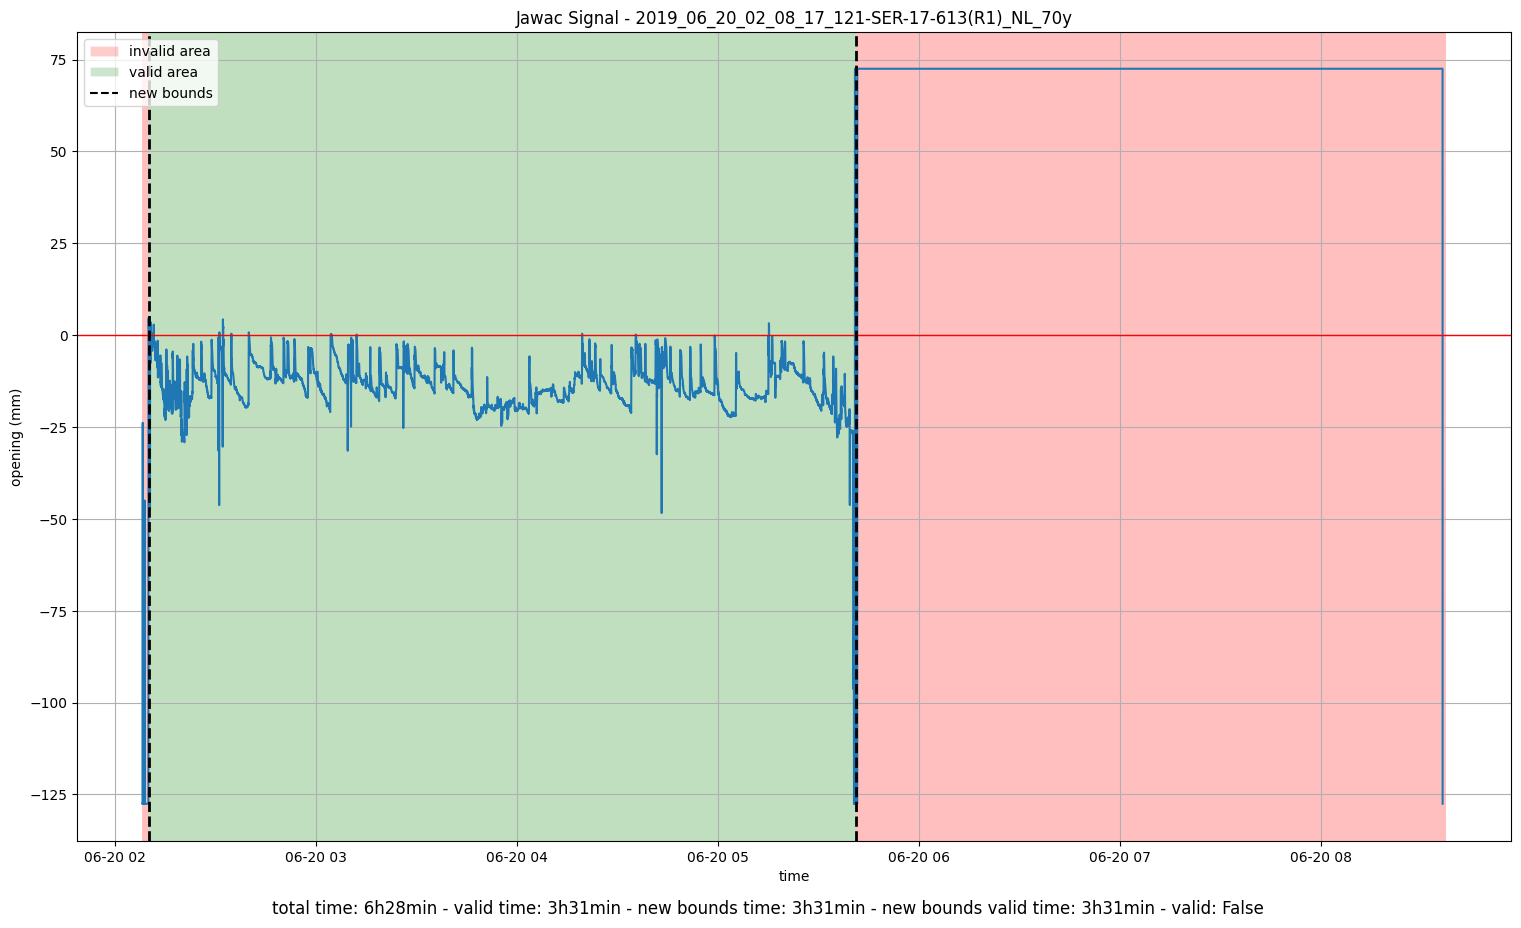 Jawac Signal - 2019_06_20_02_08_17_121-SER-17-613(R1)_NL_70y
invalid area
valid area
new bounds
75
50
25
0
−25
−50
−75
−100
−125
opening (mm)
06-20 02 06-20 03 06-20 04 06-20 05 06-20 06 06-20 07 06-20 08
time
total time: 6h28min - valid time: 3h31min - new bounds time: 3h31min - new bounds valid time: 3h31min - valid: False